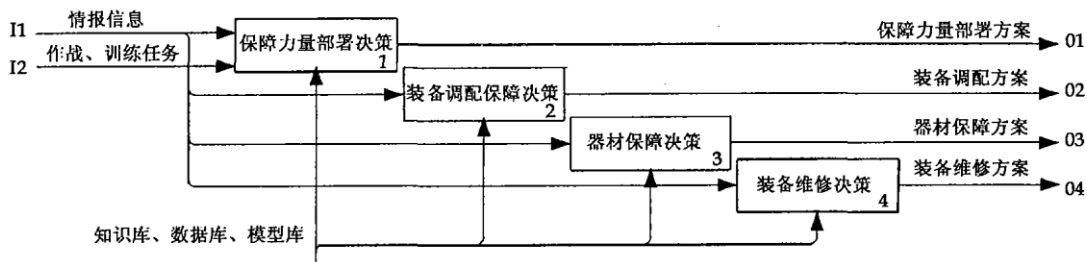 I1 情报信息
I2 作战、训练任务
保障力量部署决策
1
保障力量部署方案 01
装备调配保障决策
2
装备调配方案 02
器材保障决策
3
器材保障方案 03
装备维修决策
4
装备维修方案 04
知识库、数据库、模型库